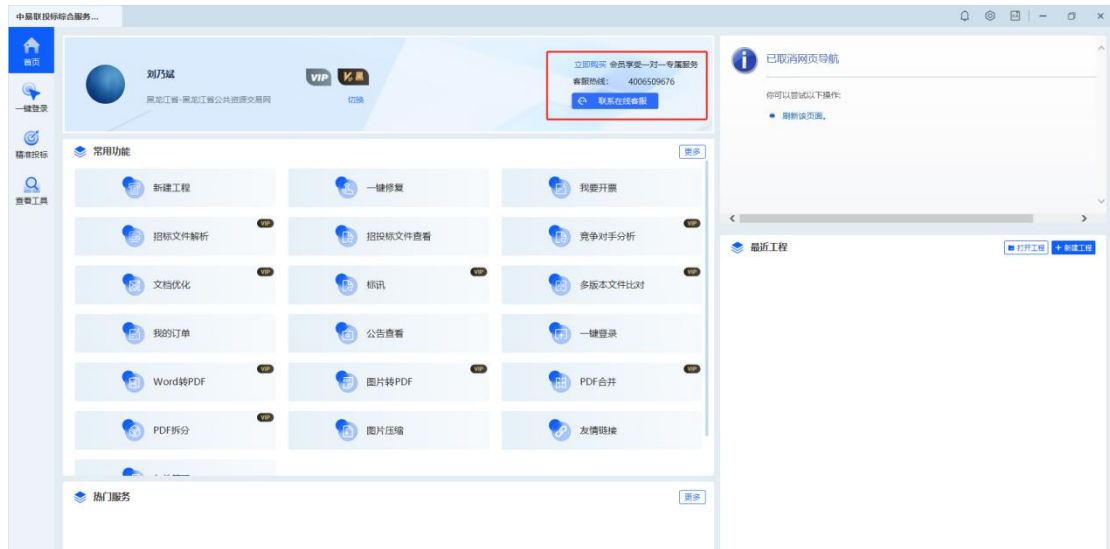 中易联投标综合服务...
首页
一键登录
精准投标
查看工具
刘乃斌
黑龙江省-黑龙江省公共资源交易网
VIP
黑
切换
立即购买 会员享受一对一专属服务
客服热线: 4006509676
联系在线客服
常用功能
更多
新建工程
一键修复
我要开票
招标文件解析
VIP
招投标文件查看
竞争对手分析
VIP
文档优化
VIP
标讯
VIP
多版本文件比对
VIP
我的订单
公告查看
一键登录
Word转PDF
VIP
图片转PDF
VIP
PDF合并
VIP
PDF拆分
VIP
图片压缩
友情链接
热门服务
更多
已取消网页导航
你可以尝试以下操作:
刷新该页面。
最近工程
打开工程
+ 新建工程